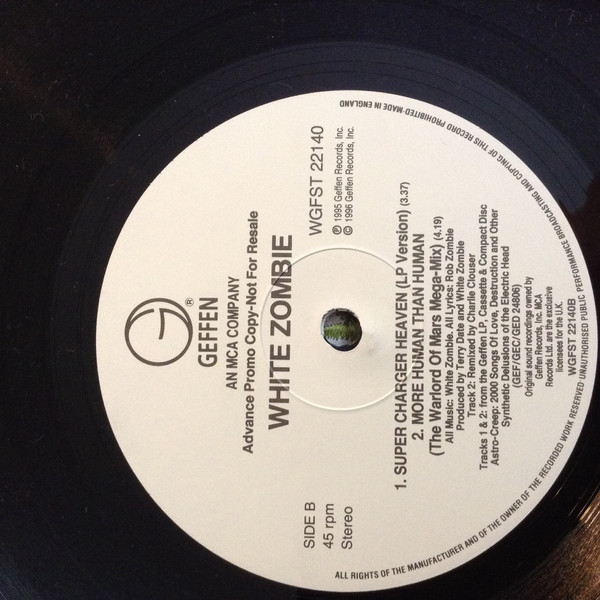 G®
GEFFEN
AN MCA COMPANY
Advance Promo Copy-Not For Resale
WHITE ZOMBIE
SIDE B
45 rpm
Stereo
WGFST 22140
℗ 1995 Geffen Records, Inc.
© 1996 Geffen Records, Inc.
1. SUPER CHARGER HEAVEN (LP Version) (3.37)
2. MORE HUMAN THAN HUMAN
(The Warlord Of Mars Mega-Mix) (4.19)
All Music: White Zombie. All Lyrics: Rob Zombie
Produced by Terry Date and White Zombie
Track 2: Remixed by Charlie Clouser
Tracks 1 & 2: from the Geffen LP, Cassette & Compact Disc
Astro-Creep: 2000 Songs Of Love, Destruction and Other
Synthetic Delusions of the Electric Head
(GEF/GEC/GED 24806)
Original sound recordings owned by
Geffen Records, Inc. MCA
Records Ltd. are the exclusive
licensees for the U.K.
WGFST 22140B
ALL RIGHTS OF THE MANUFACTURER AND OF THE OWNER OF THE RECORDED WORK RESERVED·UNAUTHORISED PUBLIC PERFORMANCE BROADCASTING AND COPYING OF THIS RECORD PROHIBITED·MADE IN ENGLAND